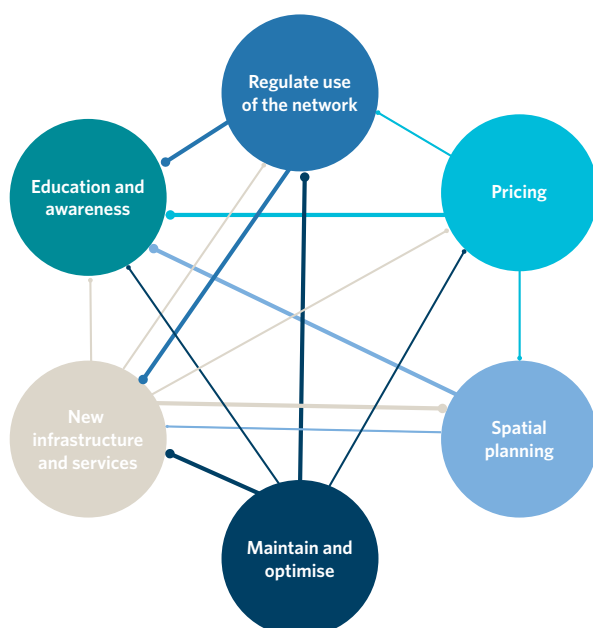 Regulate use
of the network
Education and
awareness
Pricing
New
infrastructure
and services
Spatial
planning
Maintain and
optimise